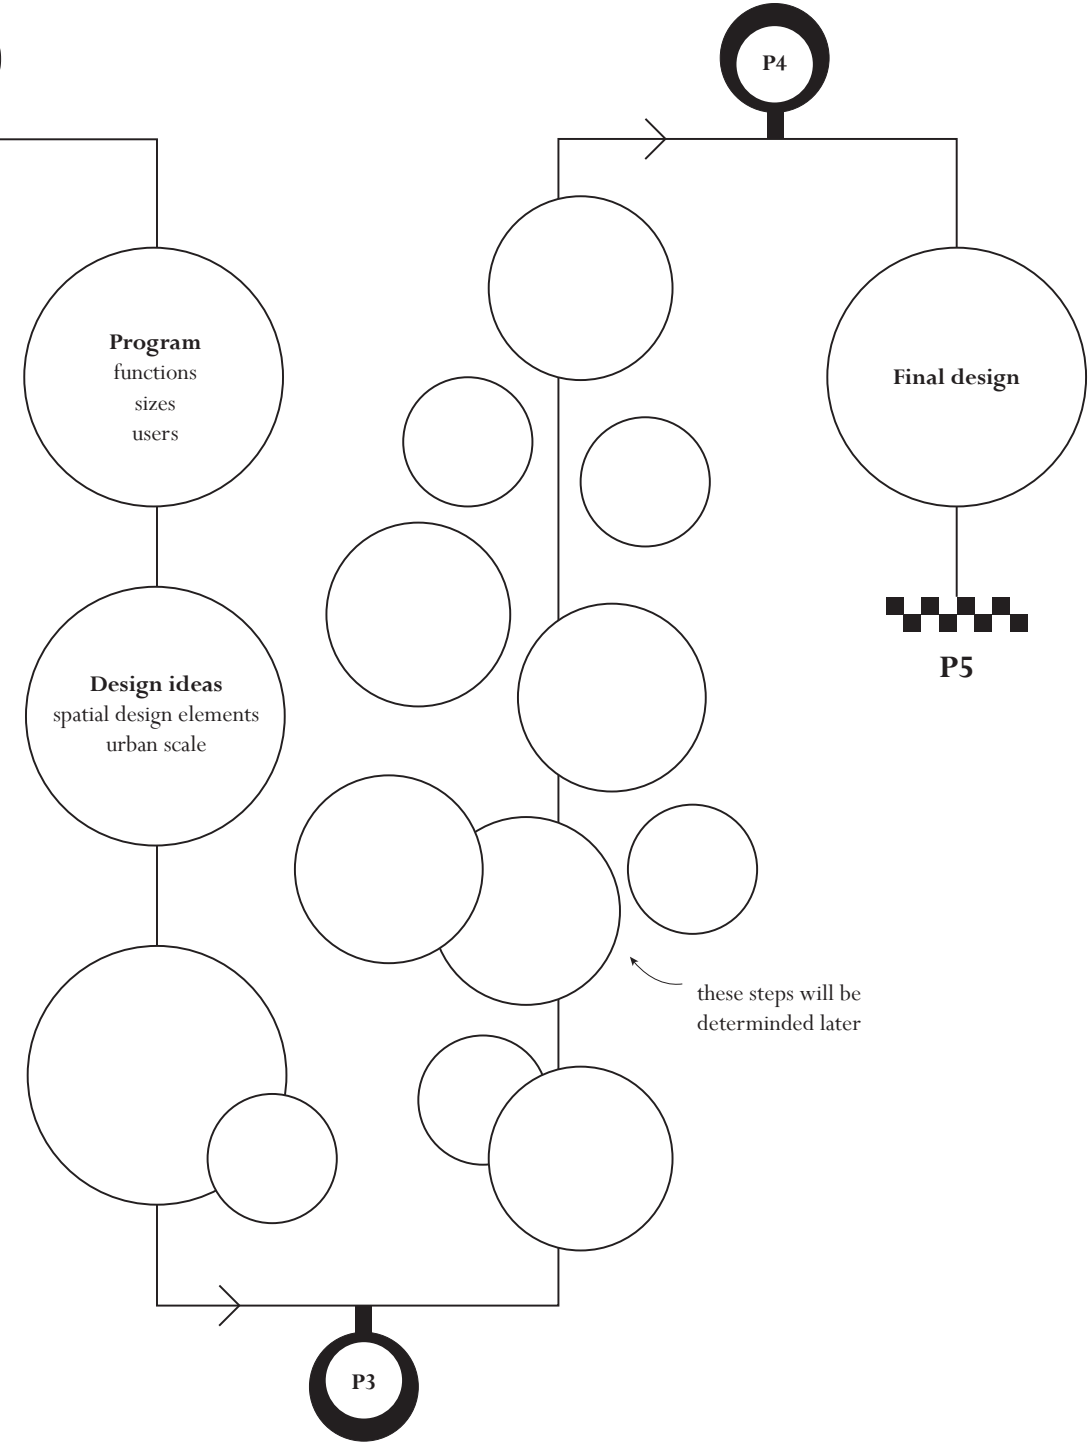 P4
Program
functions
sizes
users
Final design
P5
Design ideas
spatial design elements
urban scale
these steps will be
determinded later
P3